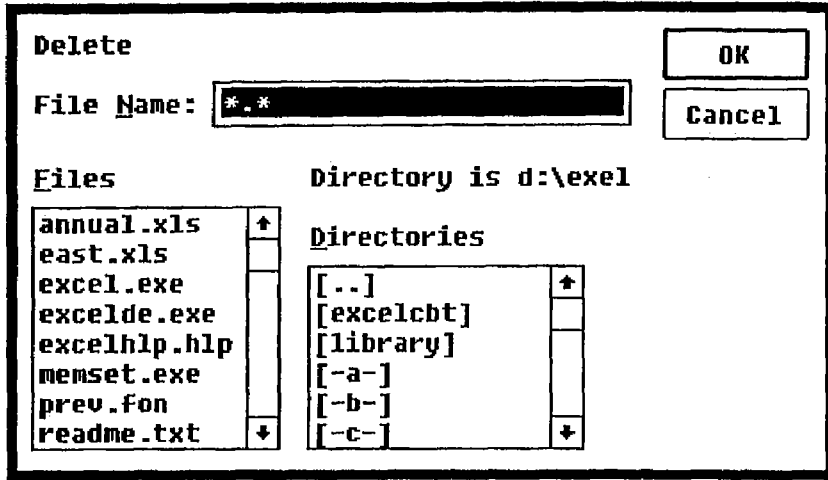 Delete
OK
File Name: *.*
Cancel
Files
Directory is d:\exel
annual.xls
east.xls
excel.exe
excelde.exe
excelhlp.hlp
memset.exe
prev.fon
readme.txt
Directories
[..]
[excelcbt]
[library]
[-a-]
[-b-]
[-c-]